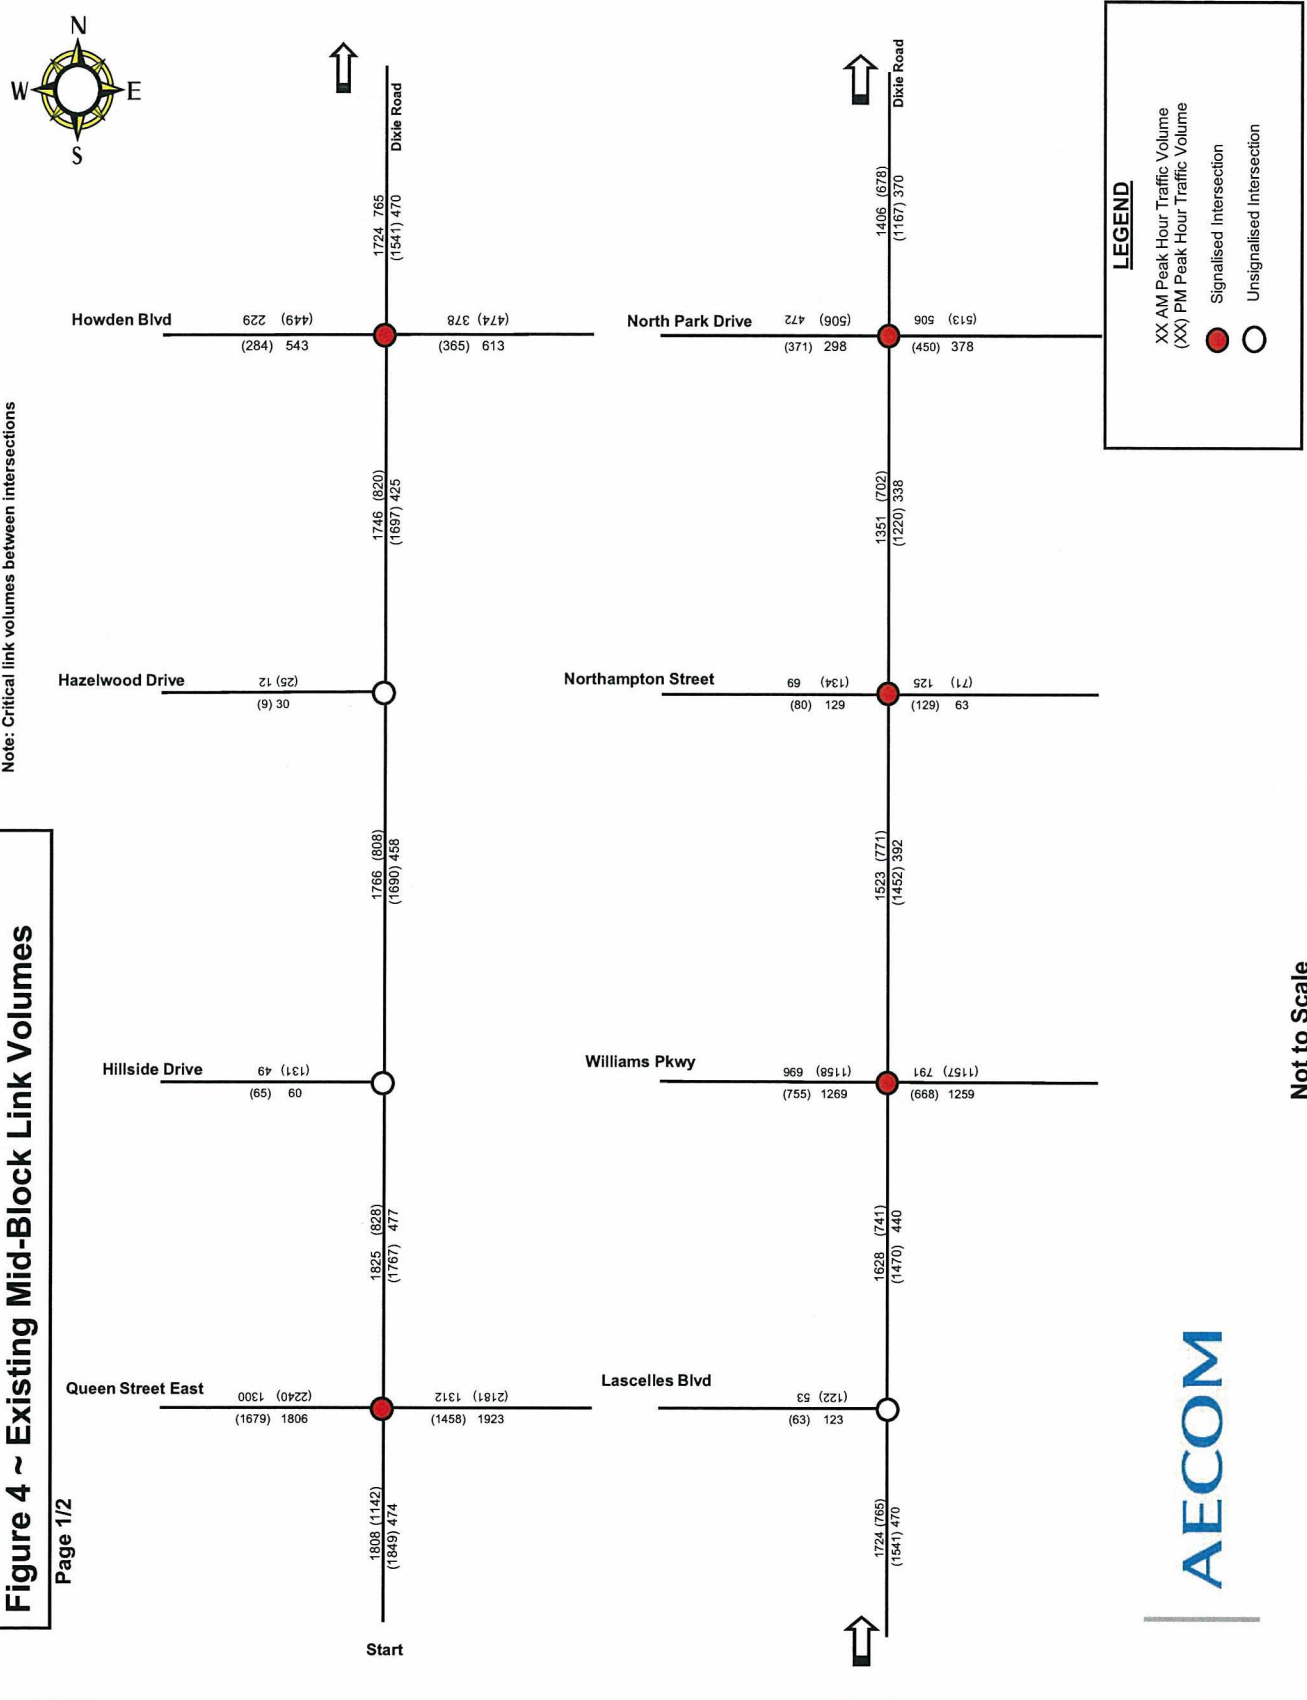 Figure 4 ~ Existing Mid-Block Link Volumes
Page 1/2
Note: Critical link volumes between intersections
N
W
E
S
Howden Blvd
229 (449)
(284) 543
378 (474)
(365) 613
1724 765
(1541) 470
Dixie Road
1746 (820)
(1697) 425
Hazelwood Drive
12 (25)
(9) 30
1766 (808)
(1690) 458
Hillside Drive
49 (131)
(65) 60
1825 (828)
(1767) 477
Queen Street East
1300 (2240)
(1679) 1806
1312 (2181)
(1458) 1923
1808 (1142)
(1849) 474
Start
Dixie Road
1406 (678)
(1167) 370
North Park Drive
472 (506)
(371) 298
506 (513)
(450) 378
1351 (702)
(1220) 338
Northampton Street
69 (134)
(80) 129
125 (71)
(129) 63
1523 (771)
(1452) 392
Williams Pkwy
696 (1158)
(755) 1269
791 (1157)
(668) 1259
1628 (741)
(1470) 440
Lascelles Blvd
53 (122)
(63) 123
1724 (765)
(1541) 470
LEGEND
XX AM Peak Hour Traffic Volume
(XX) PM Peak Hour Traffic Volume
Signalised Intersection
Unsignalised Intersection
AECOM
Not to Scale